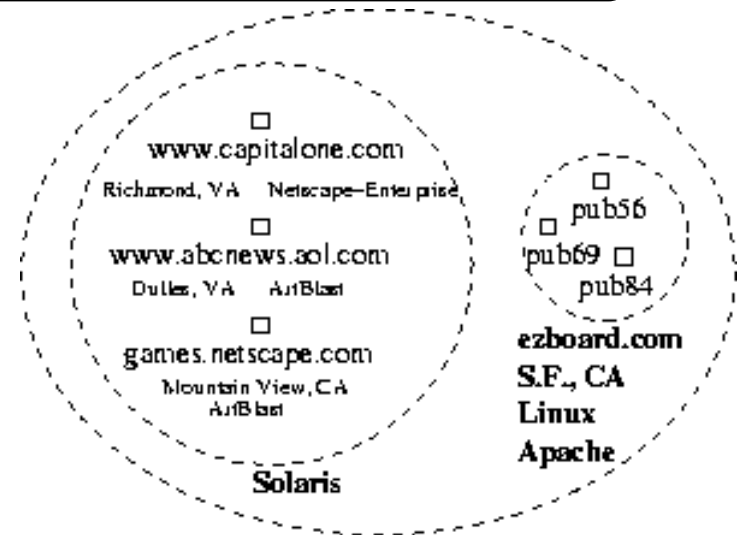 www.capitalone.com
Richmond, VA Netscape-Enterprise
www.abcnews.aol.com
Dulles, VA ArtBlast
games.netscape.com
Mountain View, CA
ArtBlast
Solaris
pub56
pub69
pub84
ezboard.com
S.F., CA
Linux
Apache